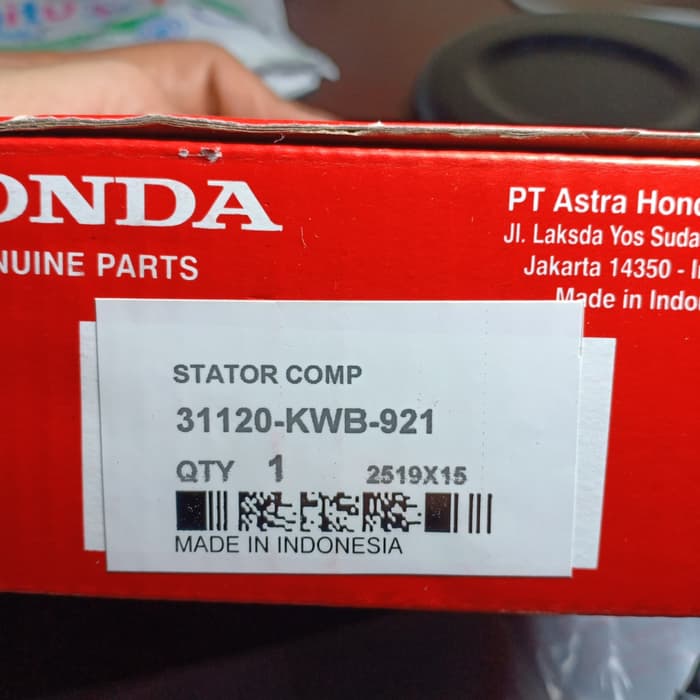 ONDA
NUINE PARTS
PT Astra Hond
Jl. Laksda Yos Suda
Jakarta 14350 - I
Made in Indo
STATOR COMP
31120-KWB-921
QTY 1 2519X15
MADE IN INDONESIA